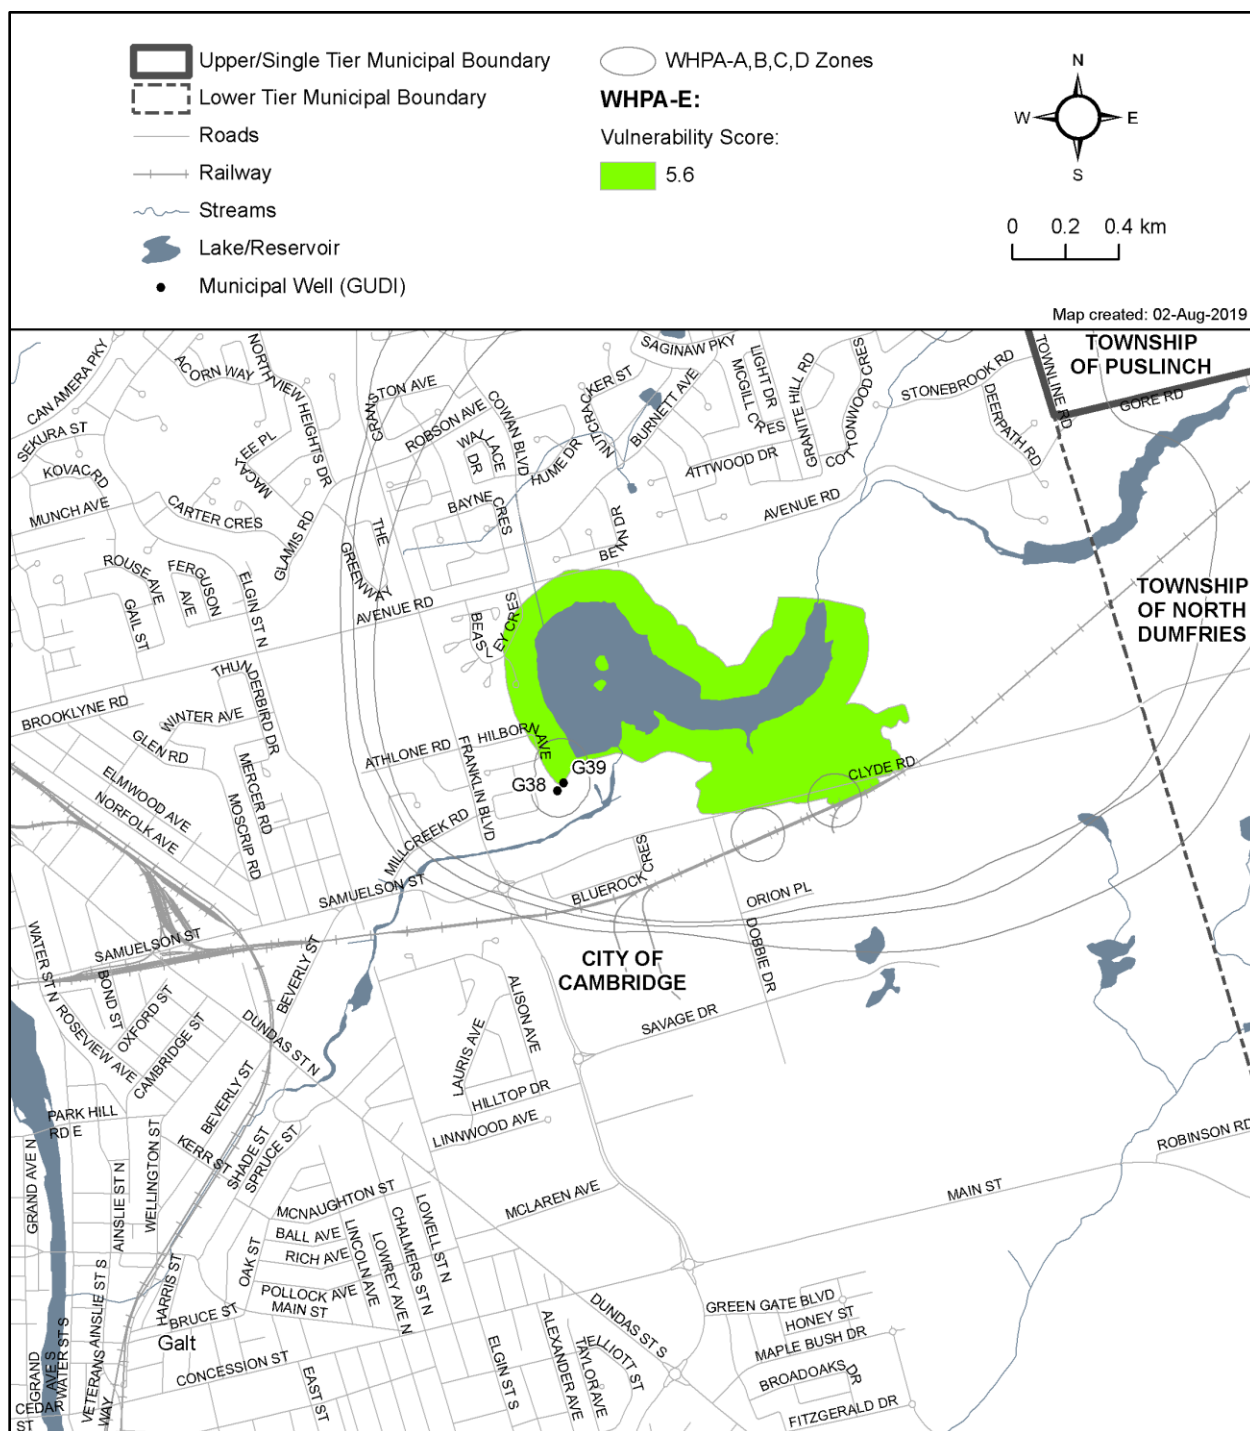 Upper/Single Tier Municipal Boundary
Lower Tier Municipal Boundary
Roads
Railway
Streams
Lake/Reservoir
Municipal Well (GUDI)
WHPA-A,B,C,D Zones
WHPA-E:
Vulnerability Score:
5.6
N
W
E
S
0 0.2 0.4 km
Map created: 02-Aug-2019
TOWNSHIP
OF PUSLINCH
TOWNLINE RD
GORE RD
CAN AMERA PKY
ACORN WAY
NORTHVIEW HEIGHTS DR
CRANSTON AVE
ROBSON AVE
COWAN BLVD
NUTCRACKER ST
SAGINAW PKY
BURNETT AVE
MCGILL CRES
LIGHT DR
GRANITE HILL RD
COTTONWOOD CRES
STONEBROOK RD
DEERPATH RD
SEKURA ST
KOVAC RD
MACATEE PL
WALLACE DR
HUME DR
ATTWOOD DR
MUNCH AVE
CARTER CRES
GLAMIS RD
THE GREENWAY
BAYNE CRES
BENN DR
AVENUE RD
ROUSE AVE
FERGUSON AVE
GAIL ST
ELGIN ST N
AVENUE RD
BEASLEY CRES
TOWNSHIP
OF NORTH
DUMFRIES
BROOKLYNE RD
THUNDERBIRD DR
WINTER AVE
GLEN RD
MERCER RD
MOSCRIP RD
ELMWOOD AVE
NORFOLK AVE
ATHLONE RD
HILBORN AVE
FRANKLIN BLVD
G39
G38
CLYDE RD
MILLCREEK RD
SAMUELSON ST
BLUEROCK CRES
ORION PL
DOBBIE DR
WATER ST N
SAMUELSON ST
BEVERLY ST
CITY OF
CAMBRIDGE
BOND ST
OXFORD ST
ROSEVIEW AVE
CAMBRIDGE ST
DUNDAS ST N
ALISON AVE
LAURIS AVE
SAVAGE DR
HILLTOP DR
LINNWOOD AVE
PARK HILL
RD E
BEVERLY ST
KERR ST
SHADE ST
SPRUCE ST
GRAND AVE N
AINSLIE ST N
WELLINGTON ST
MCNAUGHTON ST
BALL AVE
RICH AVE
LINCOLN AVE
LOWREY AVE N
CHALMERS ST N
LOWELL ST N
MCLAREN AVE
ROBINSON RD
MAIN ST
HARRIS ST
OAK ST
POLLOCK AVE
MAIN ST
BRUCE ST
Galt
CONCESSION ST
EAST ST
ELGIN ST S
ALEXANDER AVE
TAYLOR AVE
ELLIOTT ST
DUNDAS ST S
GREEN GATE BLVD
HONEY ST
MAPLE BUSH DR
BROADOAKS DR
FITZGERALD DR
GRAND AVE S
WATER ST S
AINSLIE ST S
VETERANS WAY
CEDAR
ST